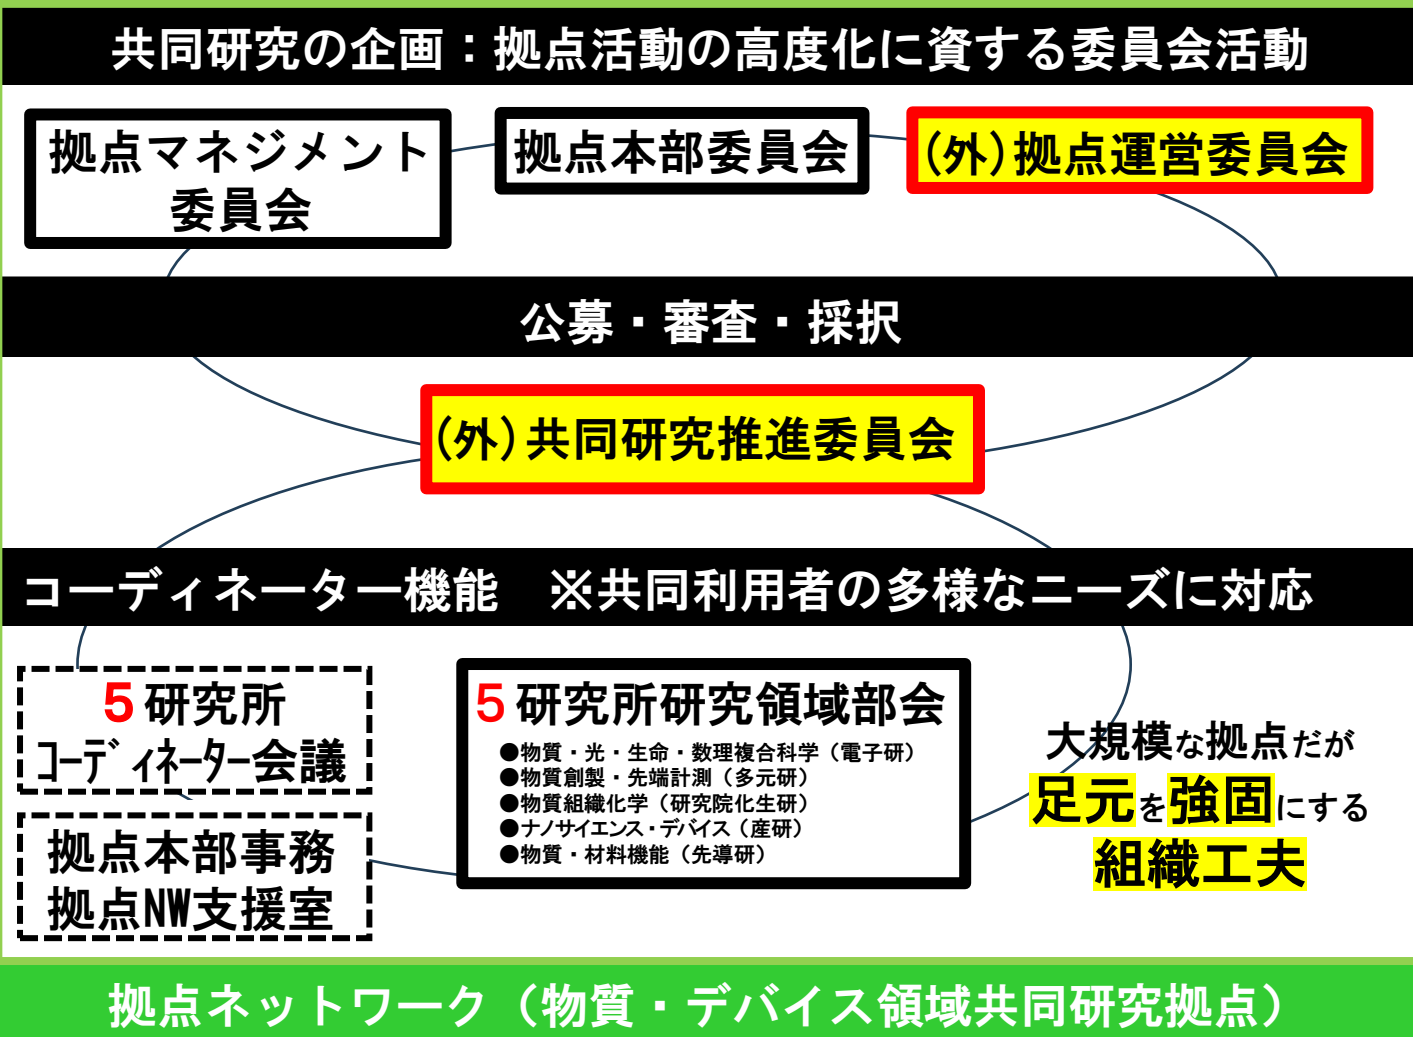 共同研究の企画：拠点活動の高度化に資する委員会活動
拠点マネジメント
委員会
拠点本部委員会
(外)拠点運営委員会
公募・審査・採択
(外)共同研究推進委員会
コーディネーター機能　※共同利用者の多様なニーズに対応
5研究所
ｺｰﾃﾞｨﾈｰﾀｰ会議
拠点本部事務
拠点NW支援室
5研究所研究領域部会
●物質・光・生命・数理複合科学（電子研）
●物質創製・先端計測（多元研）
●物質組織化学（研究院化生研）
●ナノサイエンス・デバイス（産研）
●物質・材料機能（先導研）
大規模な拠点だが
足元を強固にする
組織工夫
拠点ネットワーク（物質・デバイス領域共同研究拠点）